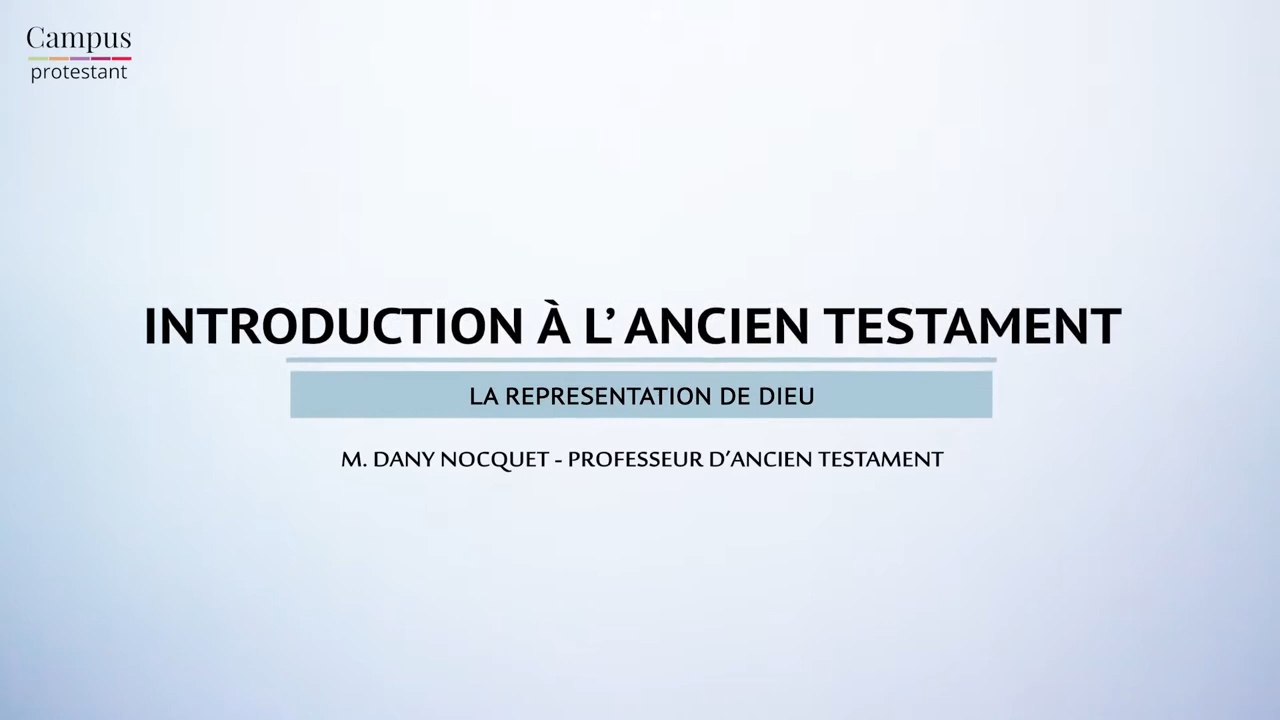 Campus
protestant
INTRODUCTION À L’ANCIEN TESTAMENT
LA REPRESENTATION DE DIEU
M. DANY NOCQUET - PROFESSEUR D’ANCIEN TESTAMENT